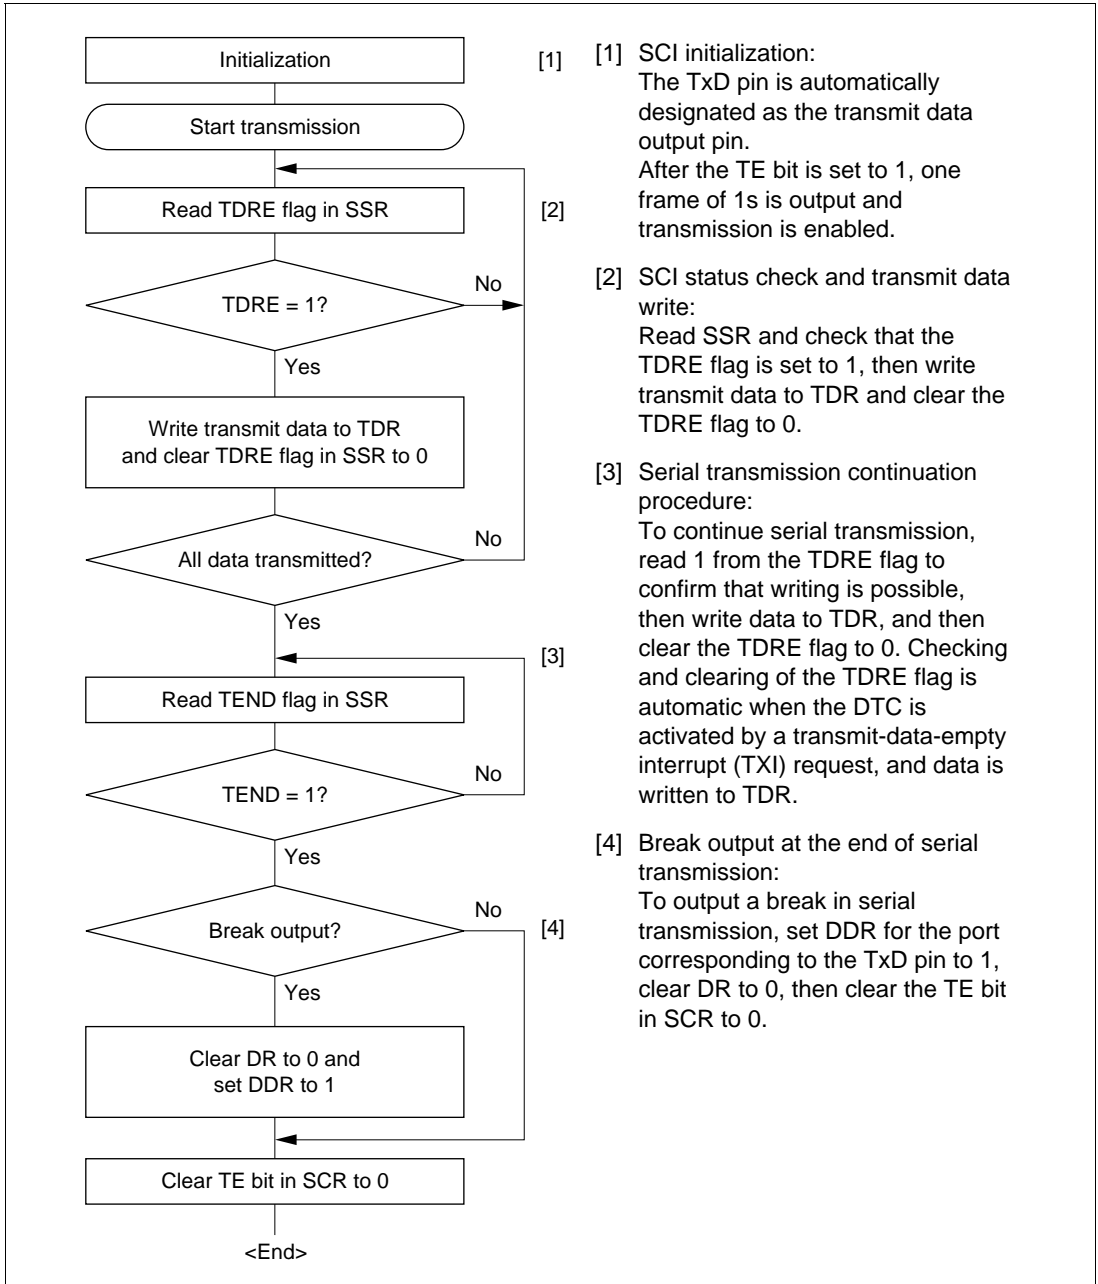 Initialization
[1]
Start transmission
Read TDRE flag in SSR
[2]
TDRE = 1?
No
Yes
Write transmit data to TDR
and clear TDRE flag in SSR to 0
All data transmitted?
No
Yes
[3]
Read TEND flag in SSR
TEND = 1?
No
Yes
Break output?
No
[4]
Yes
Clear DR to 0 and
set DDR to 1
Clear TE bit in SCR to 0
<End>
[1] SCI initialization:
The TxD pin is automatically
designated as the transmit data
output pin.
After the TE bit is set to 1, one
frame of 1s is output and
transmission is enabled.
[2] SCI status check and transmit data
write:
Read SSR and check that the
TDRE flag is set to 1, then write
transmit data to TDR and clear the
TDRE flag to 0.
[3] Serial transmission continuation
procedure:
To continue serial transmission,
read 1 from the TDRE flag to
confirm that writing is possible,
then write data to TDR, and then
clear the TDRE flag to 0. Checking
and clearing of the TDRE flag is
automatic when the DTC is
activated by a transmit-data-empty
interrupt (TXI) request, and data is
written to TDR.
[4] Break output at the end of serial
transmission:
To output a break in serial
transmission, set DDR for the port
corresponding to the TxD pin to 1,
clear DR to 0, then clear the TE bit
in SCR to 0.